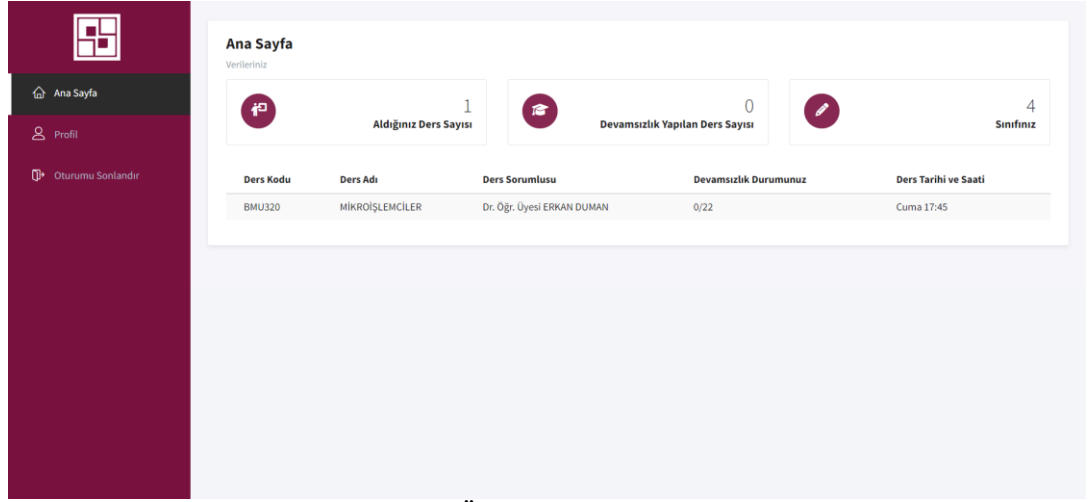 Ana Sayfa
Profil
Oturumu Sonlandır
Ana Sayfa
Verileriniz
1
Aldığınız Ders Sayısı
0
Devamsızlık Yapılan Ders Sayısı
4
Sınıfınız
Ders Kodu Ders Adı Ders Sorumlusu Devamsızlık Durumunuz Ders Tarihi ve Saati
BMU320 MİKROİŞLEMCİLER Dr. Öğr. Üyesi ERKAN DUMAN 0/22 Cuma 17:45